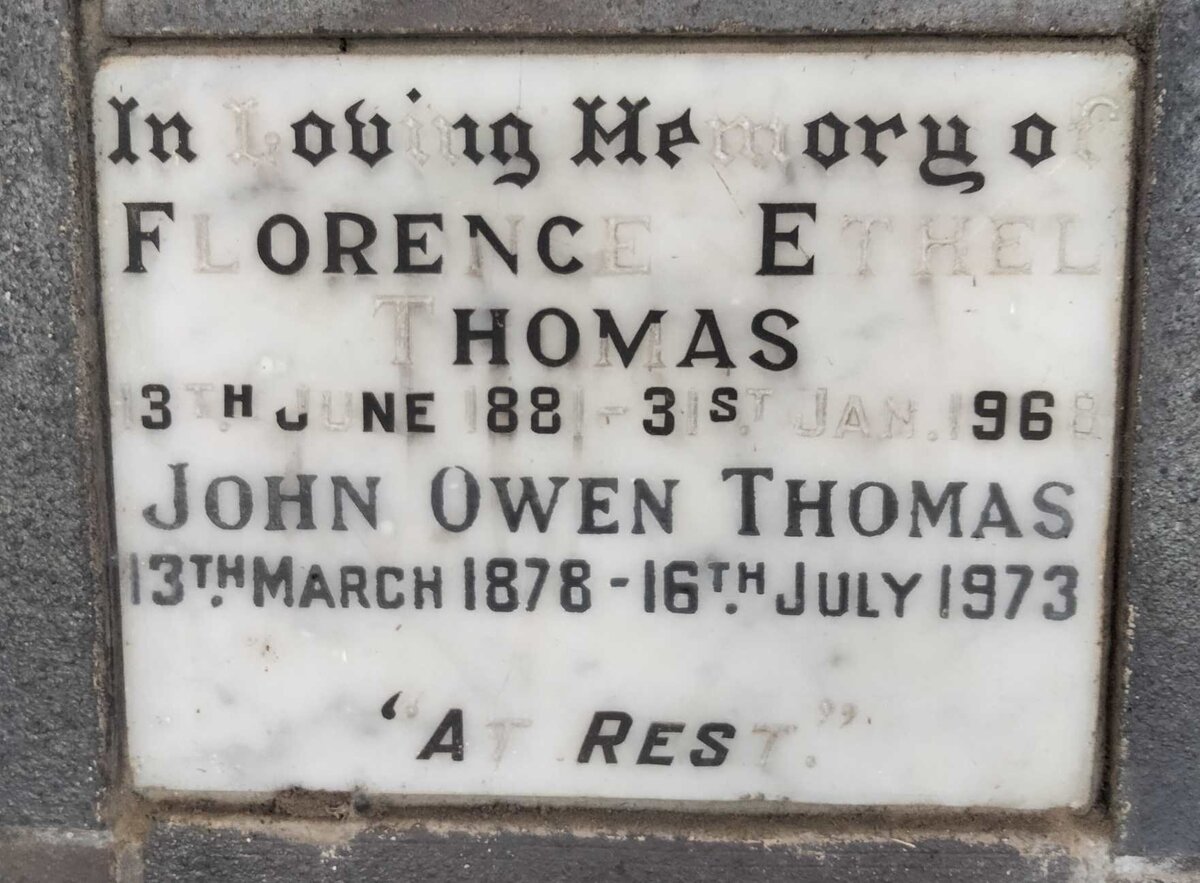 In Loving Memory of
FLORENCE ETHEL
THOMAS
13TH. JUNE 1881 - 31ST. JAN. 1968
JOHN OWEN THOMAS
13TH. MARCH 1878 - 16TH. JULY 1973
"AT REST."